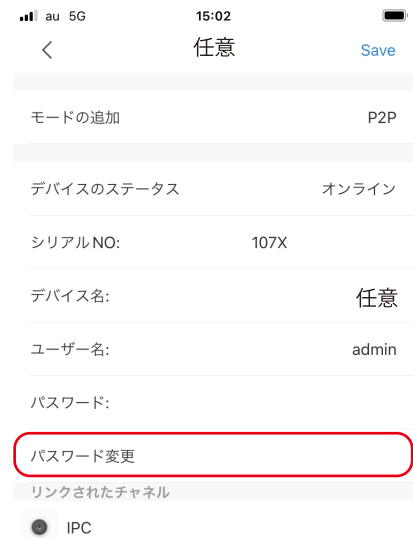 au 5G 15:02
任意 Save
モードの追加 P2P
デバイスのステータス オンライン
シリアルNO: 107X
デバイス名: 任意
ユーザー名: admin
パスワード:
パスワード変更
リンクされたチャネル
IPC